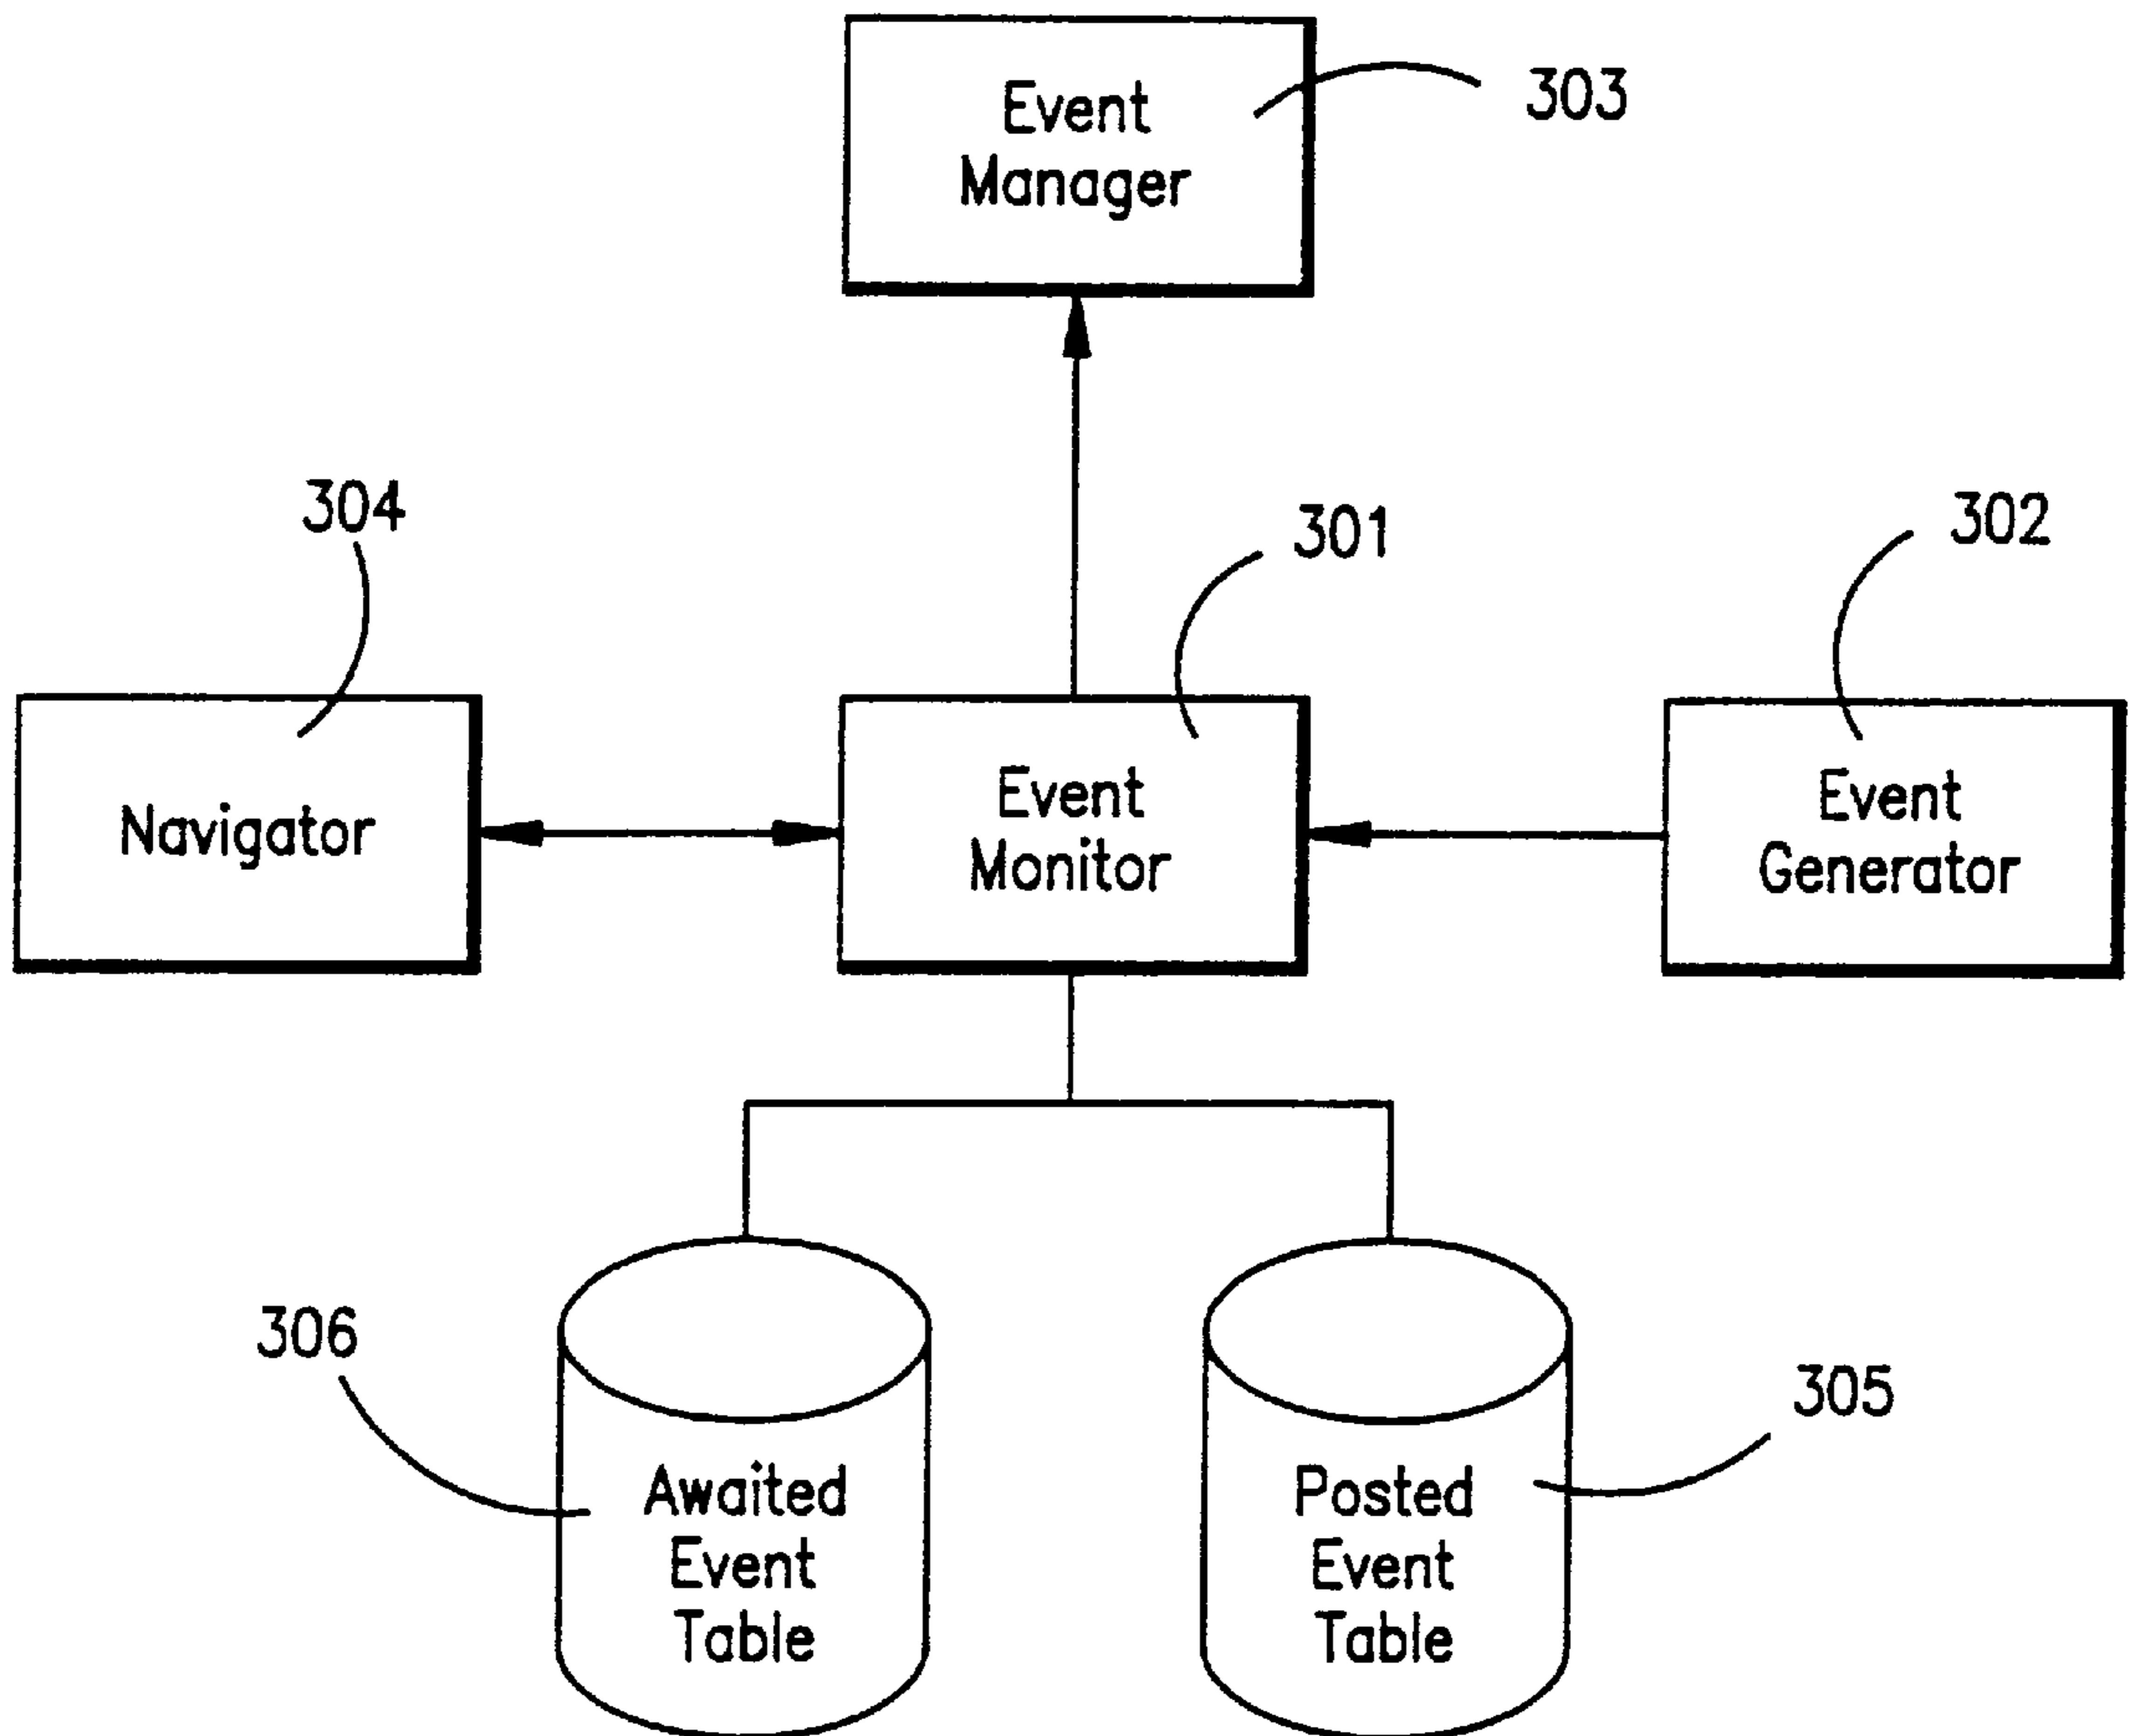 Event
Manager
303
304
301
302
Navigator
Event
Monitor
Event
Generator
306
305
Awaited
Event
Table
Posted
Event
Table